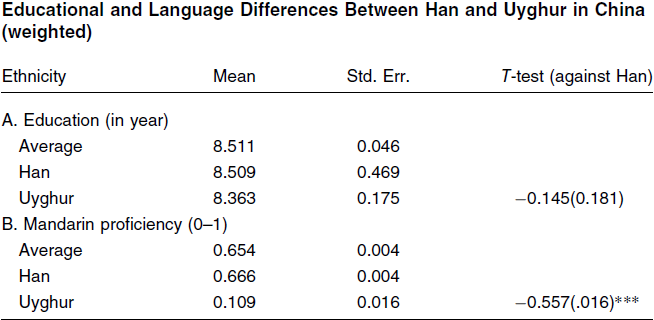 Educational and Language Differences Between Han and Uyghur in China
(weighted)
Ethnicity Mean Std. Err. T-test (against Han)
A. Education (in year)
Average 8.511 0.046
Han 8.509 0.469
Uyghur 8.363 0.175 −0.145(0.181)
B. Mandarin proficiency (0–1)
Average 0.654 0.004
Han 0.666 0.004
Uyghur 0.109 0.016 −0.557(.016)***